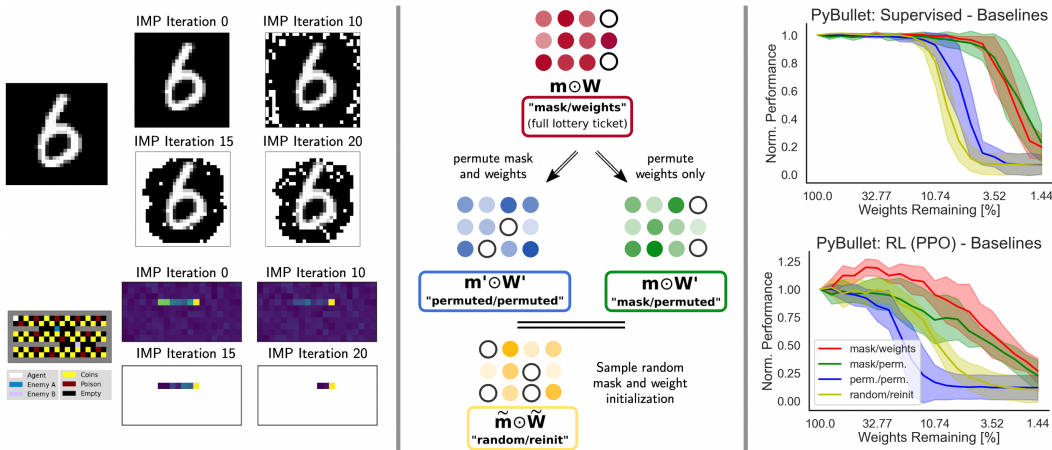 IMP Iteration 0
IMP Iteration 10
IMP Iteration 15
IMP Iteration 20
IMP Iteration 0
IMP Iteration 10
IMP Iteration 15
IMP Iteration 20
Agent
Enemy A
Enemy B
Coins
Poison
Empty
m⊙W
"mask/weights"
(full lottery ticket)
permute mask
and weights
permute
weights only
m'⊙W'
"permuted/permuted"
m⊙W'
"mask/permuted"
Sample random
mask and weight
initialization
m̃⊙W̃
"random/reinit"
PyBullet: Supervised - Baselines
Norm. Performance
1.0
0.8
0.6
0.4
0.2
0.0
100.0 32.77 10.74 3.52 1.44
Weights Remaining [%]
PyBullet: RL (PPO) - Baselines
Norm. Performance
1.25
1.00
0.75
0.50
0.25
0.00
mask/weights
mask/perm.
perm./perm.
random/reinit
100.0 32.77 10.74 3.52 1.44
Weights Remaining [%]